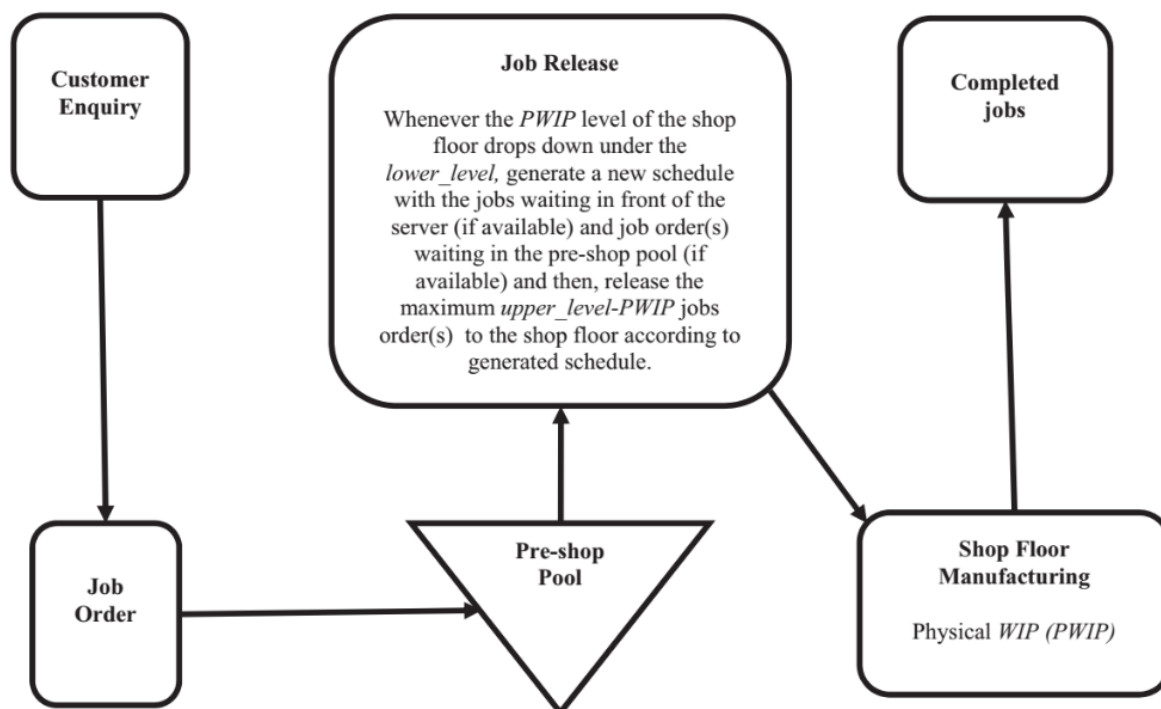 Customer
Enquiry
Job Release
Whenever the PWIP level of the shop
floor drops down under the
lower_level, generate a new schedule
with the jobs waiting in front of the
server (if available) and job order(s)
waiting in the pre-shop pool (if
available) and then, release the
maximum upper_level-PWIP jobs
order(s) to the shop floor according to
generated schedule.
Completed
jobs
Job
Order
Pre-shop
Pool
Shop Floor
Manufacturing
Physical WIP (PWIP)